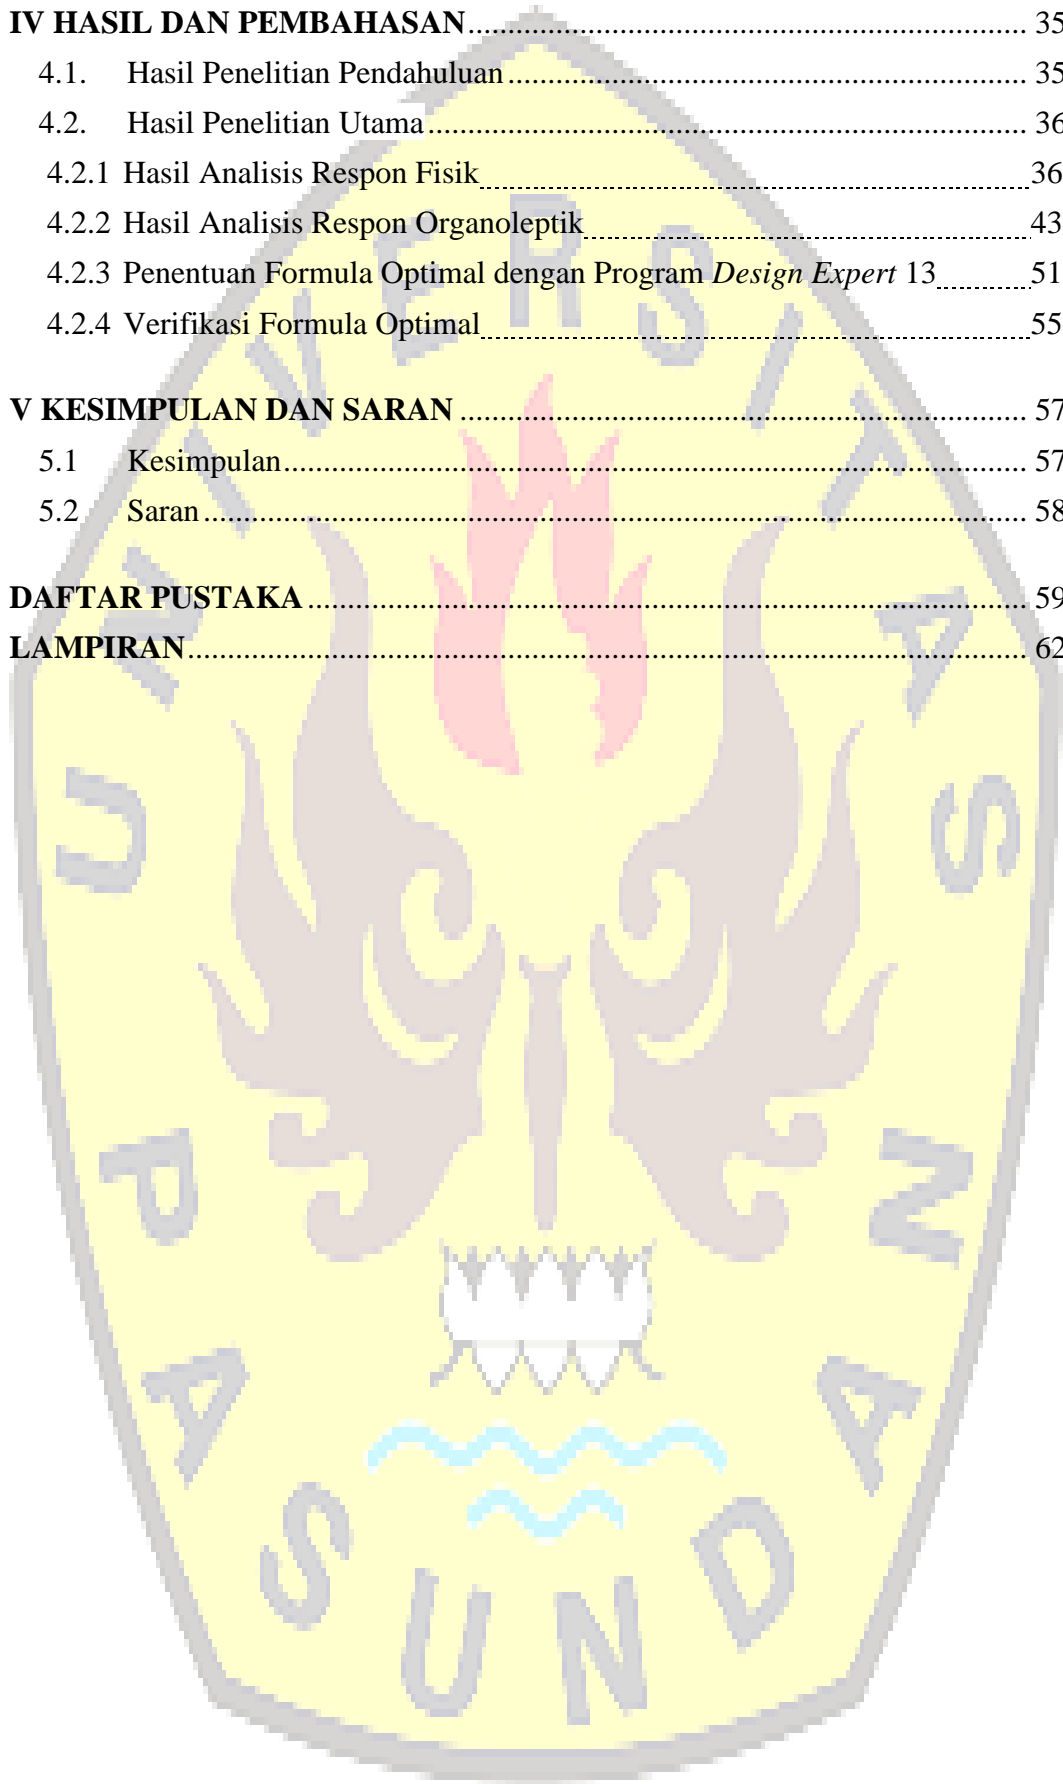 IV HASIL DAN PEMBAHASAN 35
4.1. Hasil Penelitian Pendahuluan 35
4.2. Hasil Penelitian Utama 36
4.2.1 Hasil Analisis Respon Fisik 36
4.2.2 Hasil Analisis Respon Organoleptik 43
4.2.3 Penentuan Formula Optimal dengan Program Design Expert 13 51
4.2.4 Verifikasi Formula Optimal 55
V KESIMPULAN DAN SARAN 57
5.1 Kesimpulan 57
5.2 Saran 58
DAFTAR PUSTAKA 59
LAMPIRAN 62
UNIVERSITAS
PASUNDAN